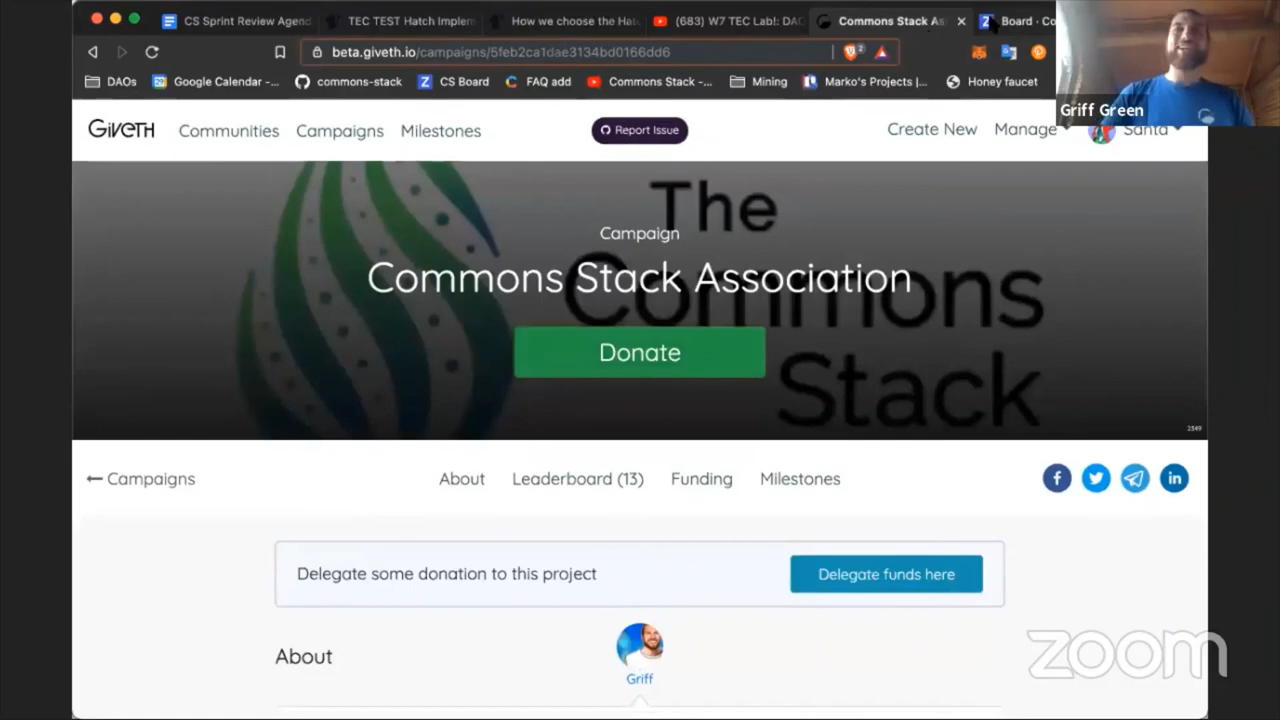 CS Sprint Review Agend
TEC TEST Hatch Implem
How we choose the Hat
(683) W7 TEC Lab!: DAO
Commons Stack As
Board - Co
beta.giveth.io/campaigns/5feb2ca1dae3134bd0166dd6
2
DAOs
Google Calendar -...
commons-stack
CS Board
FAQ add
Commons Stack -...
Mining
Marko's Projects |...
Honey faucet
Griff Green
GIVETH
Communities
Campaigns
Milestones
Report Issue
Create New
Manage
Santa
The
Commons
Stack
Campaign
Commons Stack Association
Donate
2549
Campaigns
About
Leaderboard (13)
Funding
Milestones
Delegate some donation to this project
Delegate funds here
About
Griff
zoom